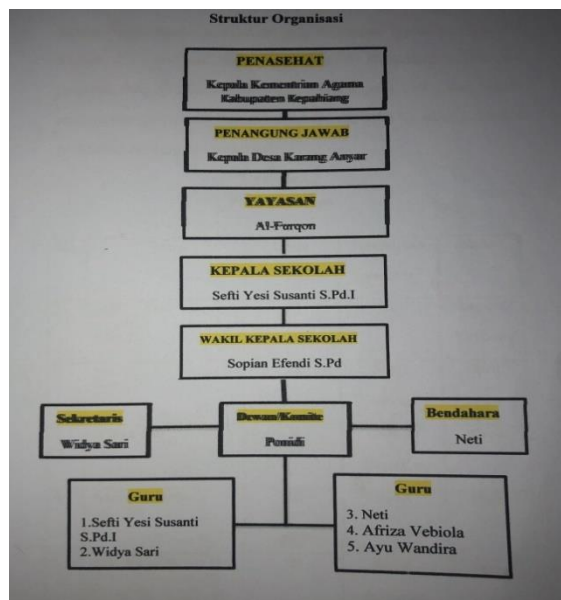 Struktur Organisasi
PENASEHAT
Kepala Kementrian Agama
Kabupaten Kepahiang
PENANGUNG JAWAB
Kepala Desa Karang Anyar
YAYASAN
Al-Furqon
KEPALA SEKOLAH
Sefti Yesi Susanti S.Pd.I
WAKIL KEPALA SEKOLAH
Sopian Efendi S.Pd
Sekretaris
Widya Sari
Dewan/Komite
Ponidi
Bendahara
Neti
Guru
1.Sefti Yesi Susanti
S.Pd.I
2.Widya Sari
Guru
3. Neti
4. Afriza Vebiola
5. Ayu Wandira